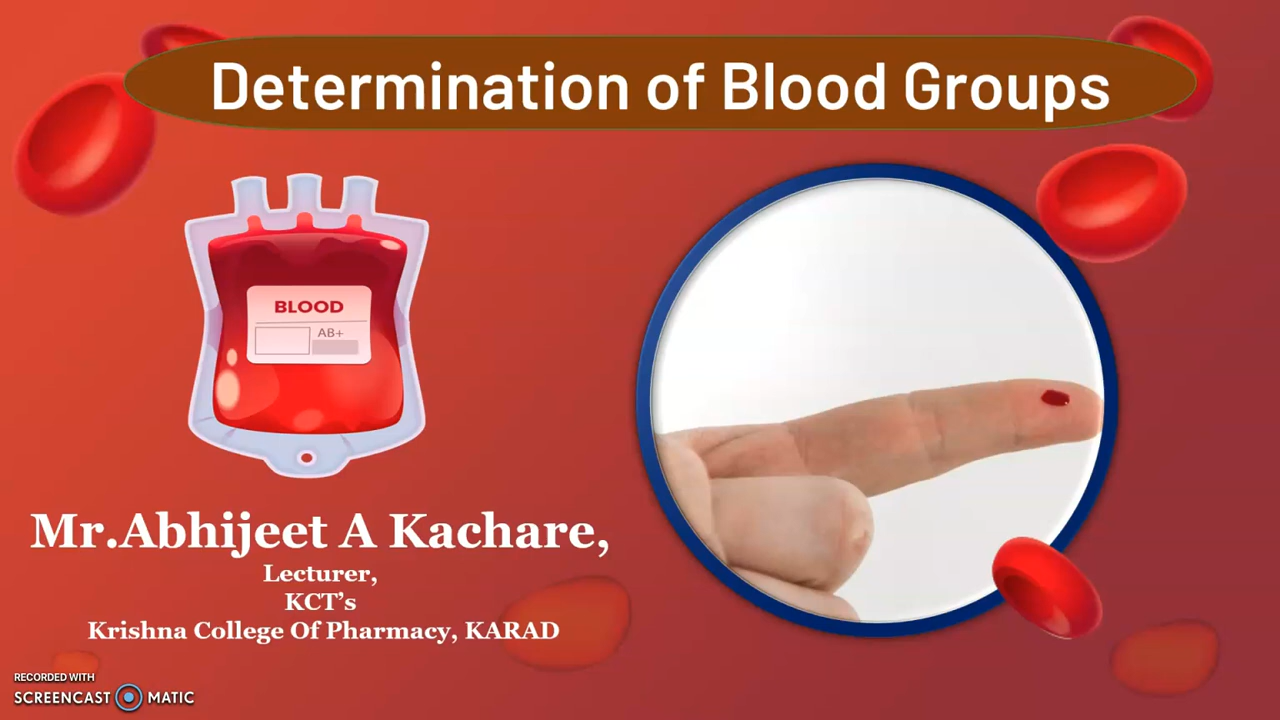 Determination of Blood Groups
BLOOD
AB+
Mr.Abhijeet A Kachare,
Lecturer,
KCT’s
Krishna College Of Pharmacy, KARAD
RECORDED WITH
SCREENCAST MATIC